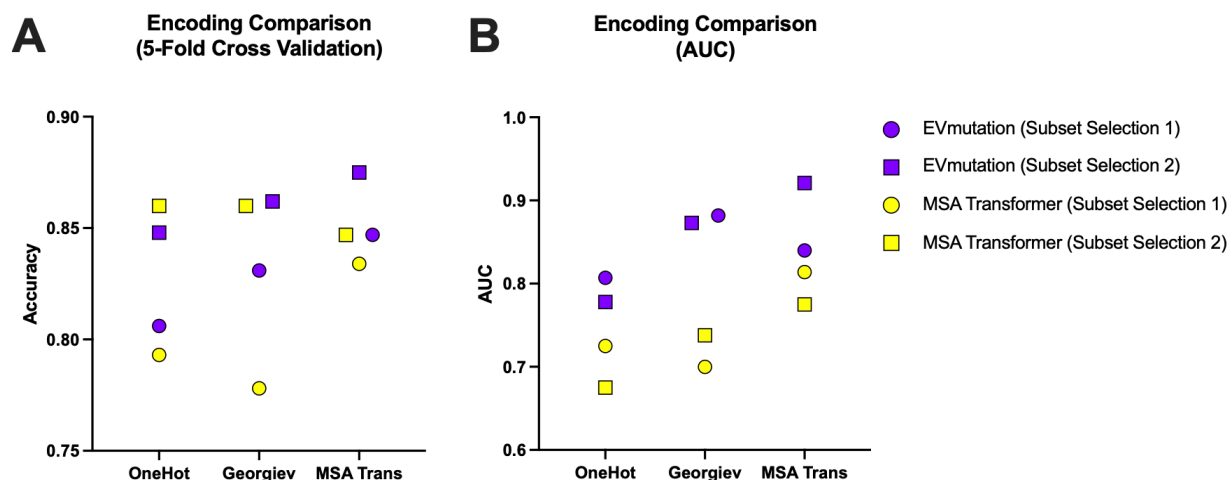 A
Encoding Comparison
(5-Fold Cross Validation)
0.90
0.85
0.80
0.75
Accuracy
OneHot Georgiev MSA Trans
B
Encoding Comparison
(AUC)
1.0
0.9
0.8
0.7
0.6
AUC
OneHot Georgiev MSA Trans
EVmutation (Subset Selection 1)
EVmutation (Subset Selection 2)
MSA Transformer (Subset Selection 1)
MSA Transformer (Subset Selection 2)